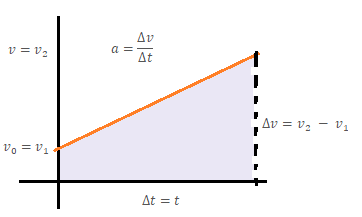 v = v₂
a = Δv/Δt
v₀ = v₁
Δv = v₂ − v₁
Δt = t